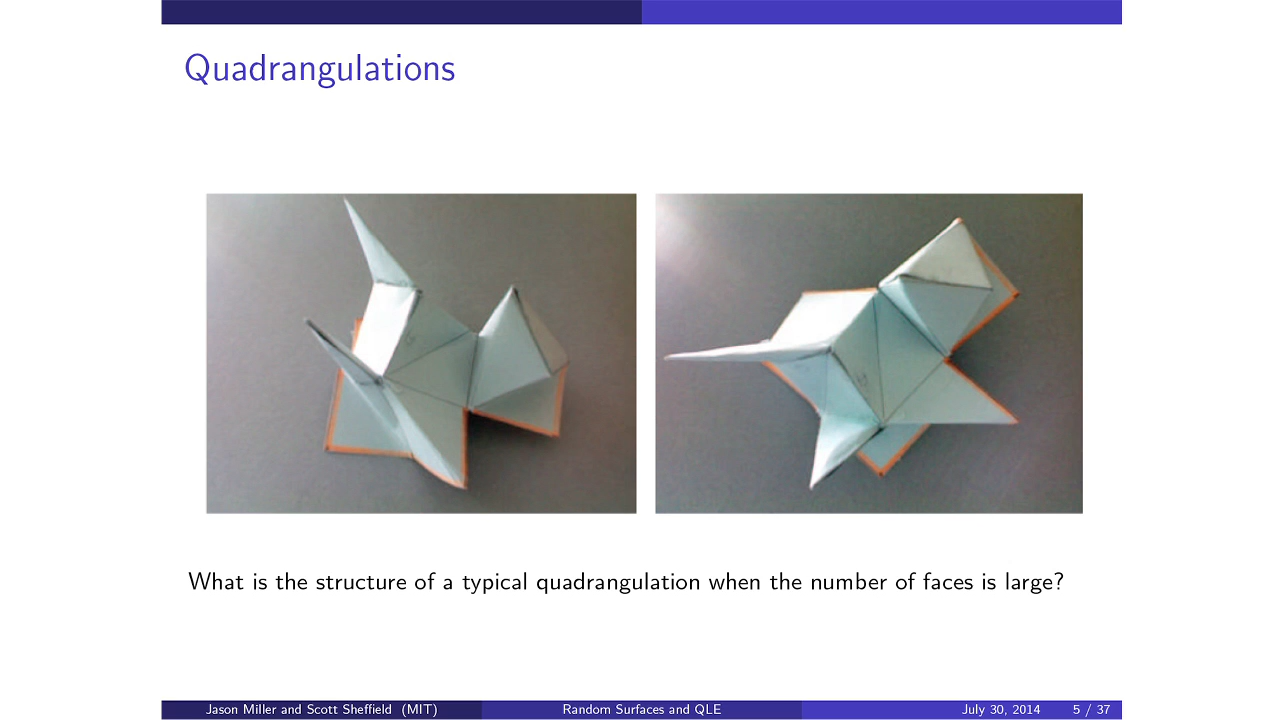 Quadrangulations
What is the structure of a typical quadrangulation when the number of faces is large?
Jason Miller and Scott Sheffield (MIT)
Random Surfaces and QLE
July 30, 2014
5 / 37